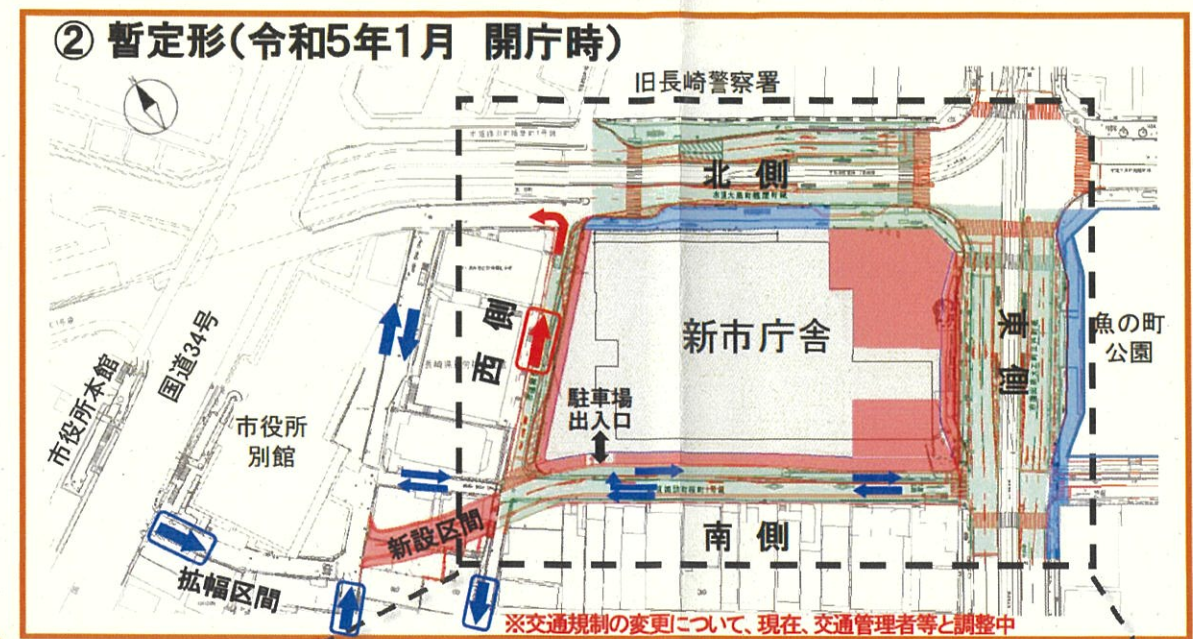 ② 暫定形(令和5年1月 開庁時)
旧長崎警察署
北側
国道34号
市役所本館
市役所
別館
西側
新市庁舎
東側
魚の町
公園
駐車場
出入口
新設区間
南側
拡幅区間
※交通規制の変更について、現在、交通管理者等と調整中